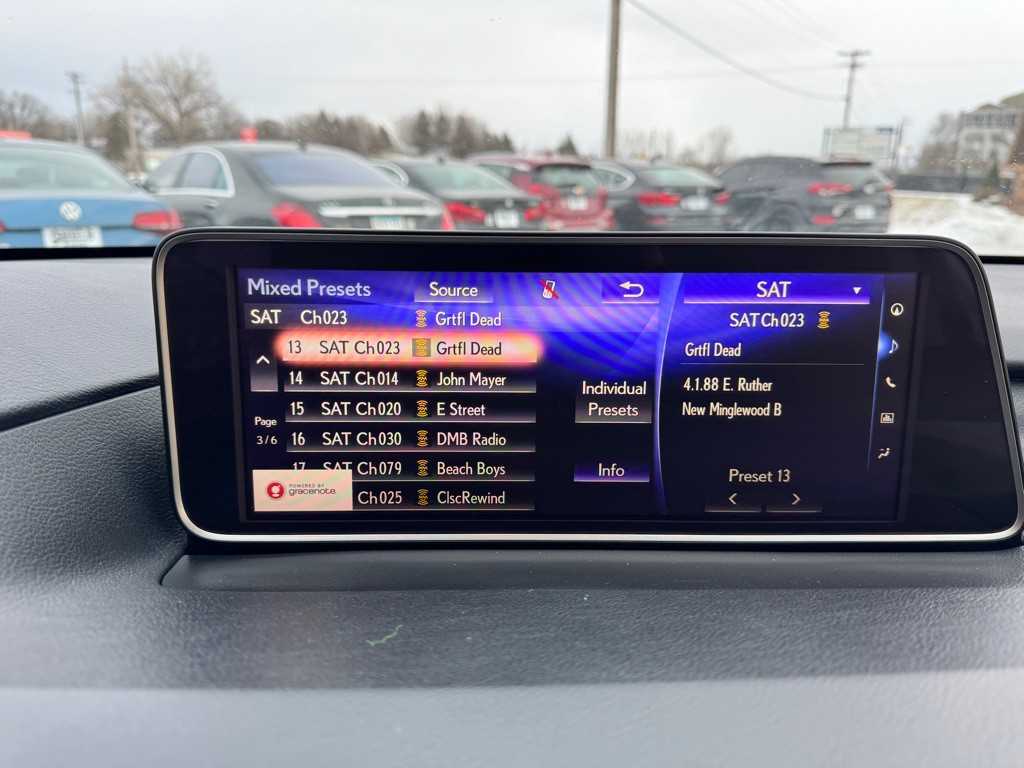 Mixed Presets Source SAT
SAT Ch023 Grtfl Dead
13 SAT Ch023 Grtfl Dead
14 SAT Ch014 John Mayer
15 SAT Ch020 E Street
16 SAT Ch030 DMB Radio
17 SAT Ch079 Beach Boys
Ch025 ClscRewind
Page
3/6
POWERED BY
gracenote.
Individual
Presets
Info
SAT Ch023
Grtfl Dead
4.1.88 E. Ruther
New Minglewood B
Preset 13